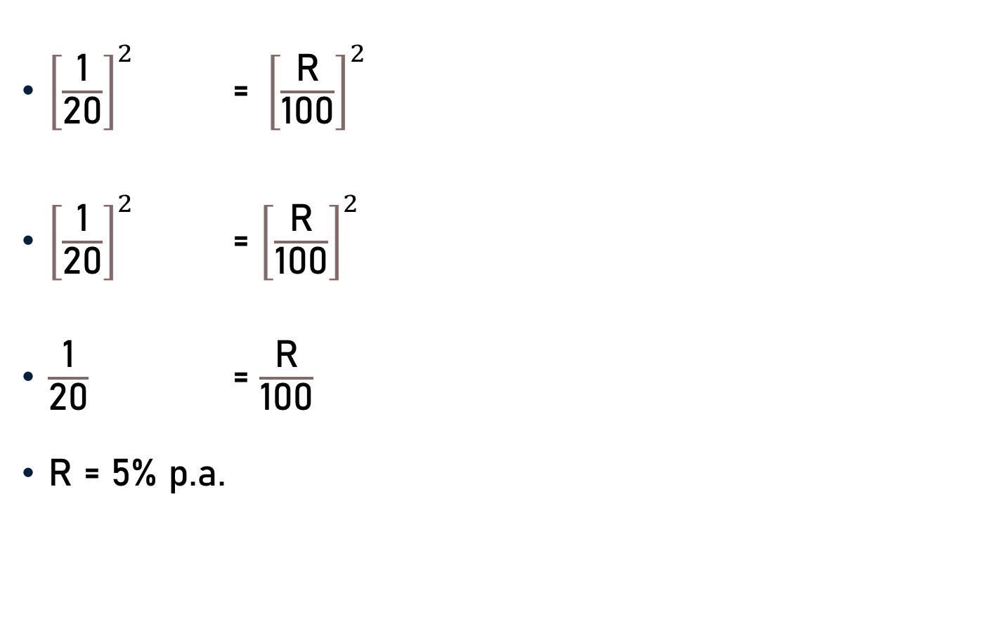 • [1/20]² = [R/100]²
• [1/20]² = [R/100]²
• 1/20 = R/100
• R = 5% p.a.